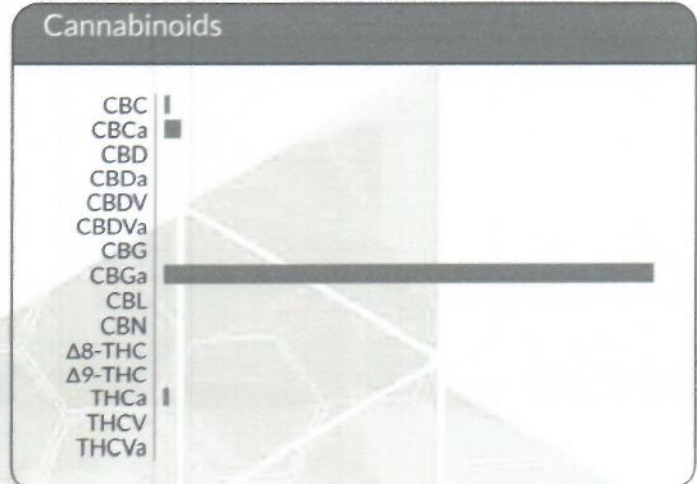 Cannabinoids
CBC
CBCa
CBD
CBDa
CBDV
CBDVa
CBG
CBGa
CBL
CBN
Δ8-THC
Δ9-THC
THCa
THCV
THCVa